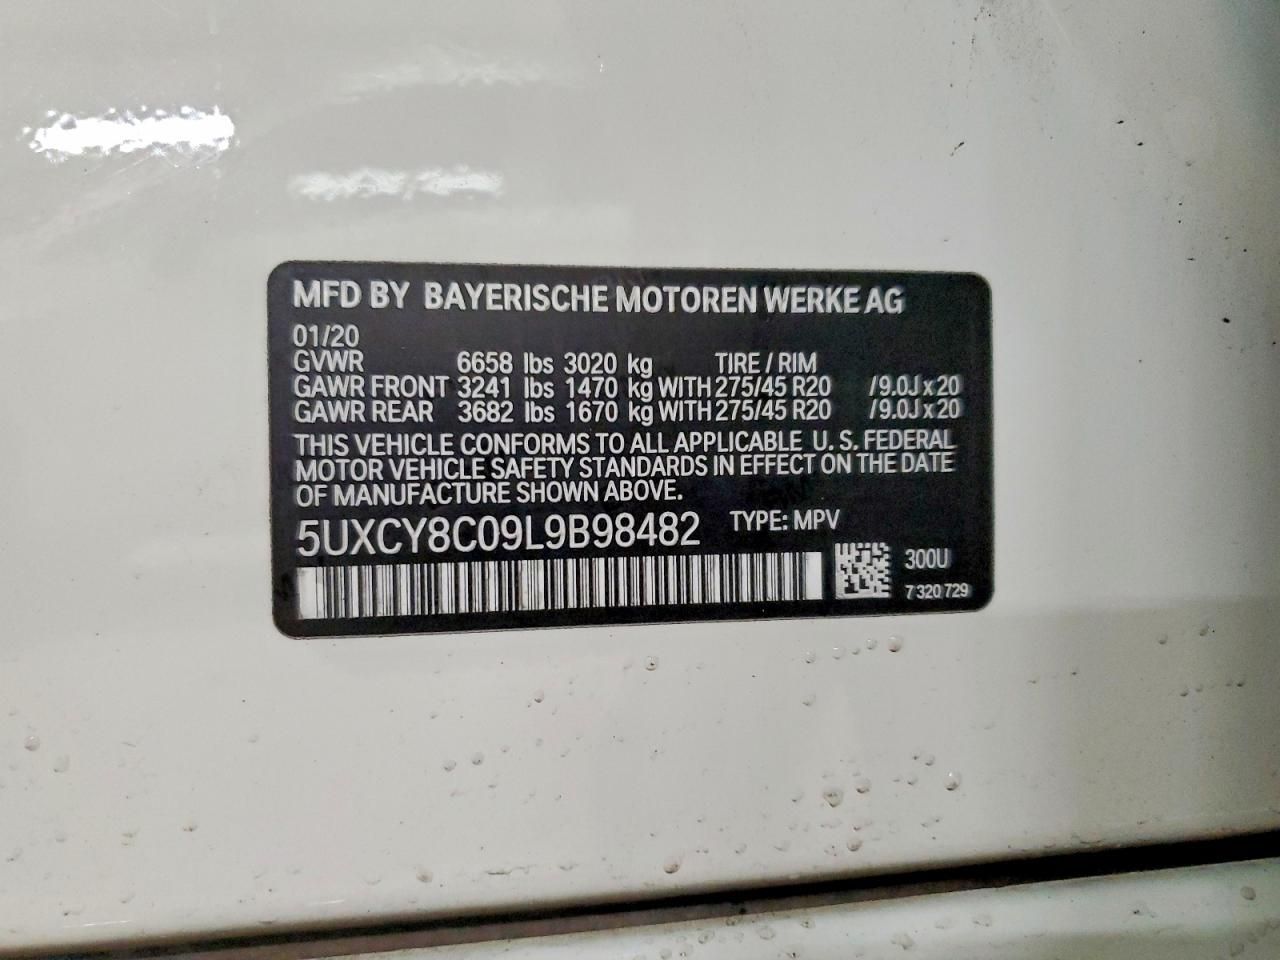 MFD BY BAYERISCHE MOTOREN WERKE AG
01/20
GVWR 6658 lbs 3020 kg TIRE / RIM
GAWR FRONT 3241 lbs 1470 kg WITH 275/45 R20 /9.0J x 20
GAWR REAR 3682 lbs 1670 kg WITH 275/45 R20 /9.0J x 20
THIS VEHICLE CONFORMS TO ALL APPLICABLE U. S. FEDERAL
MOTOR VEHICLE SAFETY STANDARDS IN EFFECT ON THE DATE
OF MANUFACTURE SHOWN ABOVE.
5UXCY8C09L9B98482 TYPE: MPV
300U
7 320 729